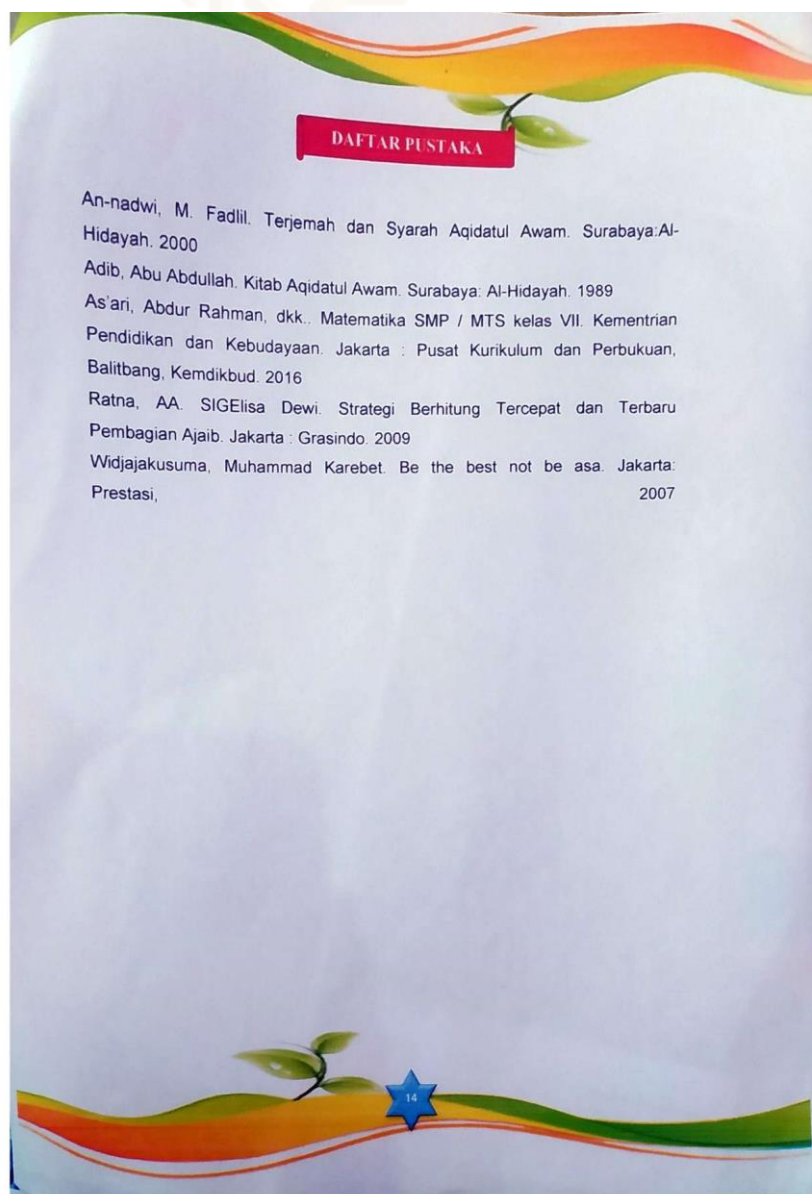 DAFTAR PUSTAKA
An-nadwi, M. Fadlil. Terjemah dan Syarah Aqidatul Awam. Surabaya:Al-
Hidayah. 2000
Adib, Abu Abdullah. Kitab Aqidatul Awam. Surabaya: Al-Hidayah. 1989
As'ari, Abdur Rahman, dkk.. Matematika SMP / MTS kelas VII. Kementrian
Pendidikan dan Kebudayaan. Jakarta : Pusat Kurikulum dan Perbukuan,
Balitbang, Kemdikbud. 2016
Ratna, AA. SIGElisa Dewi. Strategi Berhitung Tercepat dan Terbaru
Pembagian Ajaib. Jakarta : Grasindo. 2009
Widjajakusuma, Muhammad Karebet. Be the best not be asa. Jakarta:
Prestasi, 2007
14